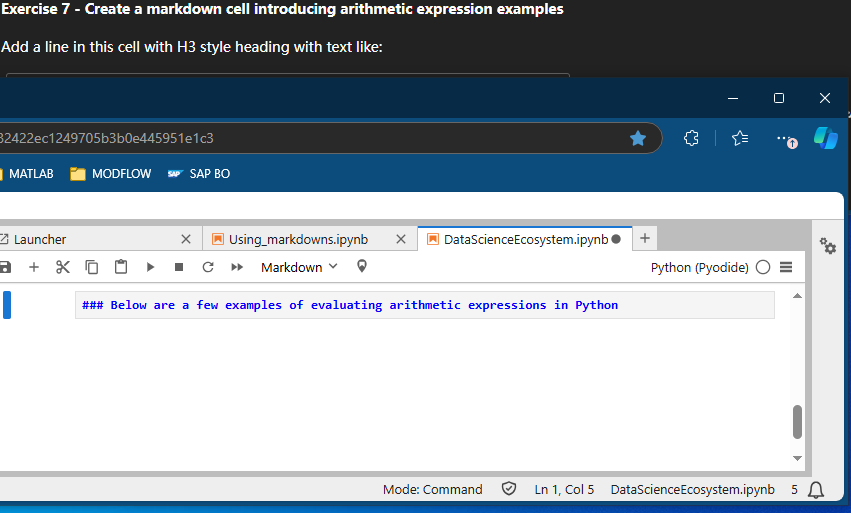 Exercise 7 - Create a markdown cell introducing arithmetic expression examples
Add a line in this cell with H3 style heading with text like:
32422ec1249705b3b0e445951e1c3
MATLAB MODFLOW SAP SAP BO
Launcher Using_markdowns.ipynb DataScienceEcosystem.ipynb
Markdown Python (Pyodide)
### Below are a few examples of evaluating arithmetic expressions in Python
Mode: Command Ln 1, Col 5 DataScienceEcosystem.ipynb 5